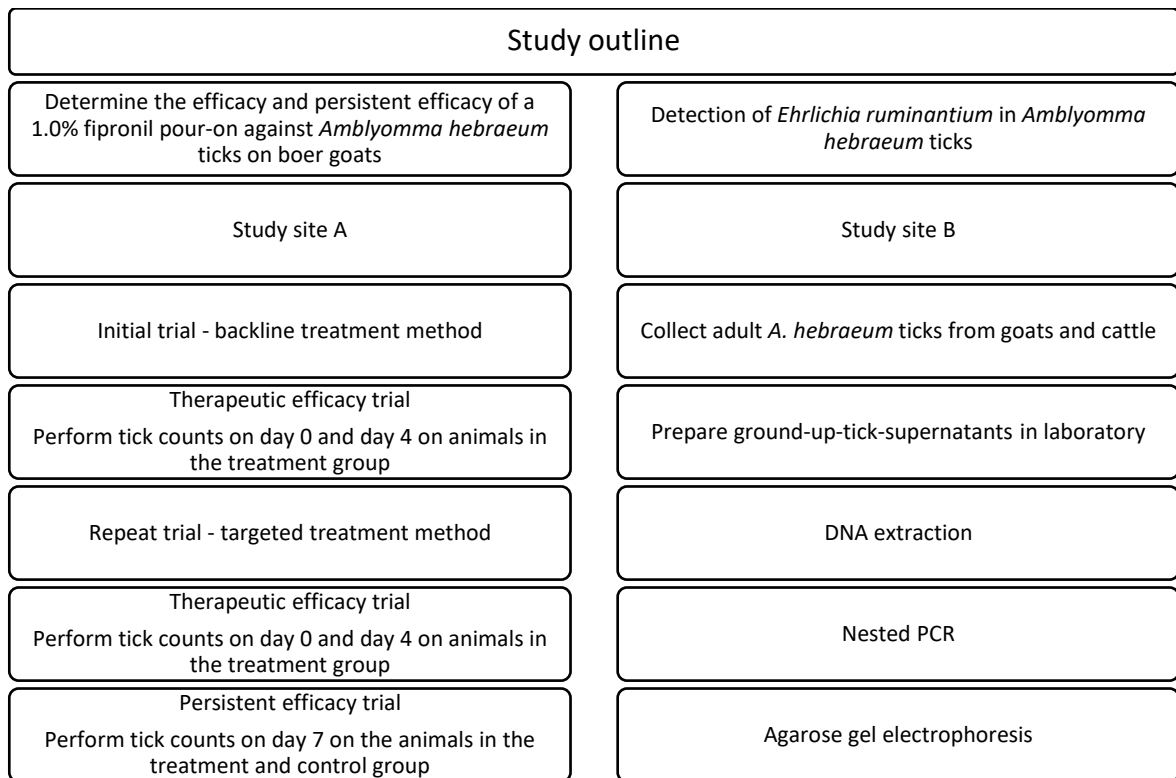 Study outline
Determine the efficacy and persistent efficacy of a
1.0% fipronil pour-on against Amblyomma hebraeum
ticks on boer goats
Study site A
Initial trial - backline treatment method
Therapeutic efficacy trial
Perform tick counts on day 0 and day 4 on animals in
the treatment group
Repeat trial - targeted treatment method
Therapeutic efficacy trial
Perform tick counts on day 0 and day 4 on animals in
the treatment group
Persistent efficacy trial
Perform tick counts on day 7 on the animals in the
treatment and control group
Detection of Ehrlichia ruminantium in Amblyomma
hebraeum ticks
Study site B
Collect adult A. hebraeum ticks from goats and cattle
Prepare ground-up-tick-supernatants in laboratory
DNA extraction
Nested PCR
Agarose gel electrophoresis